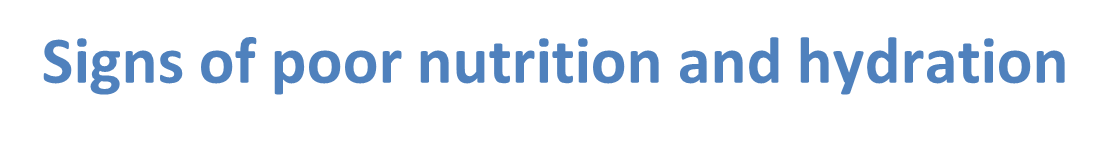 Signs of poor nutrition and hydration